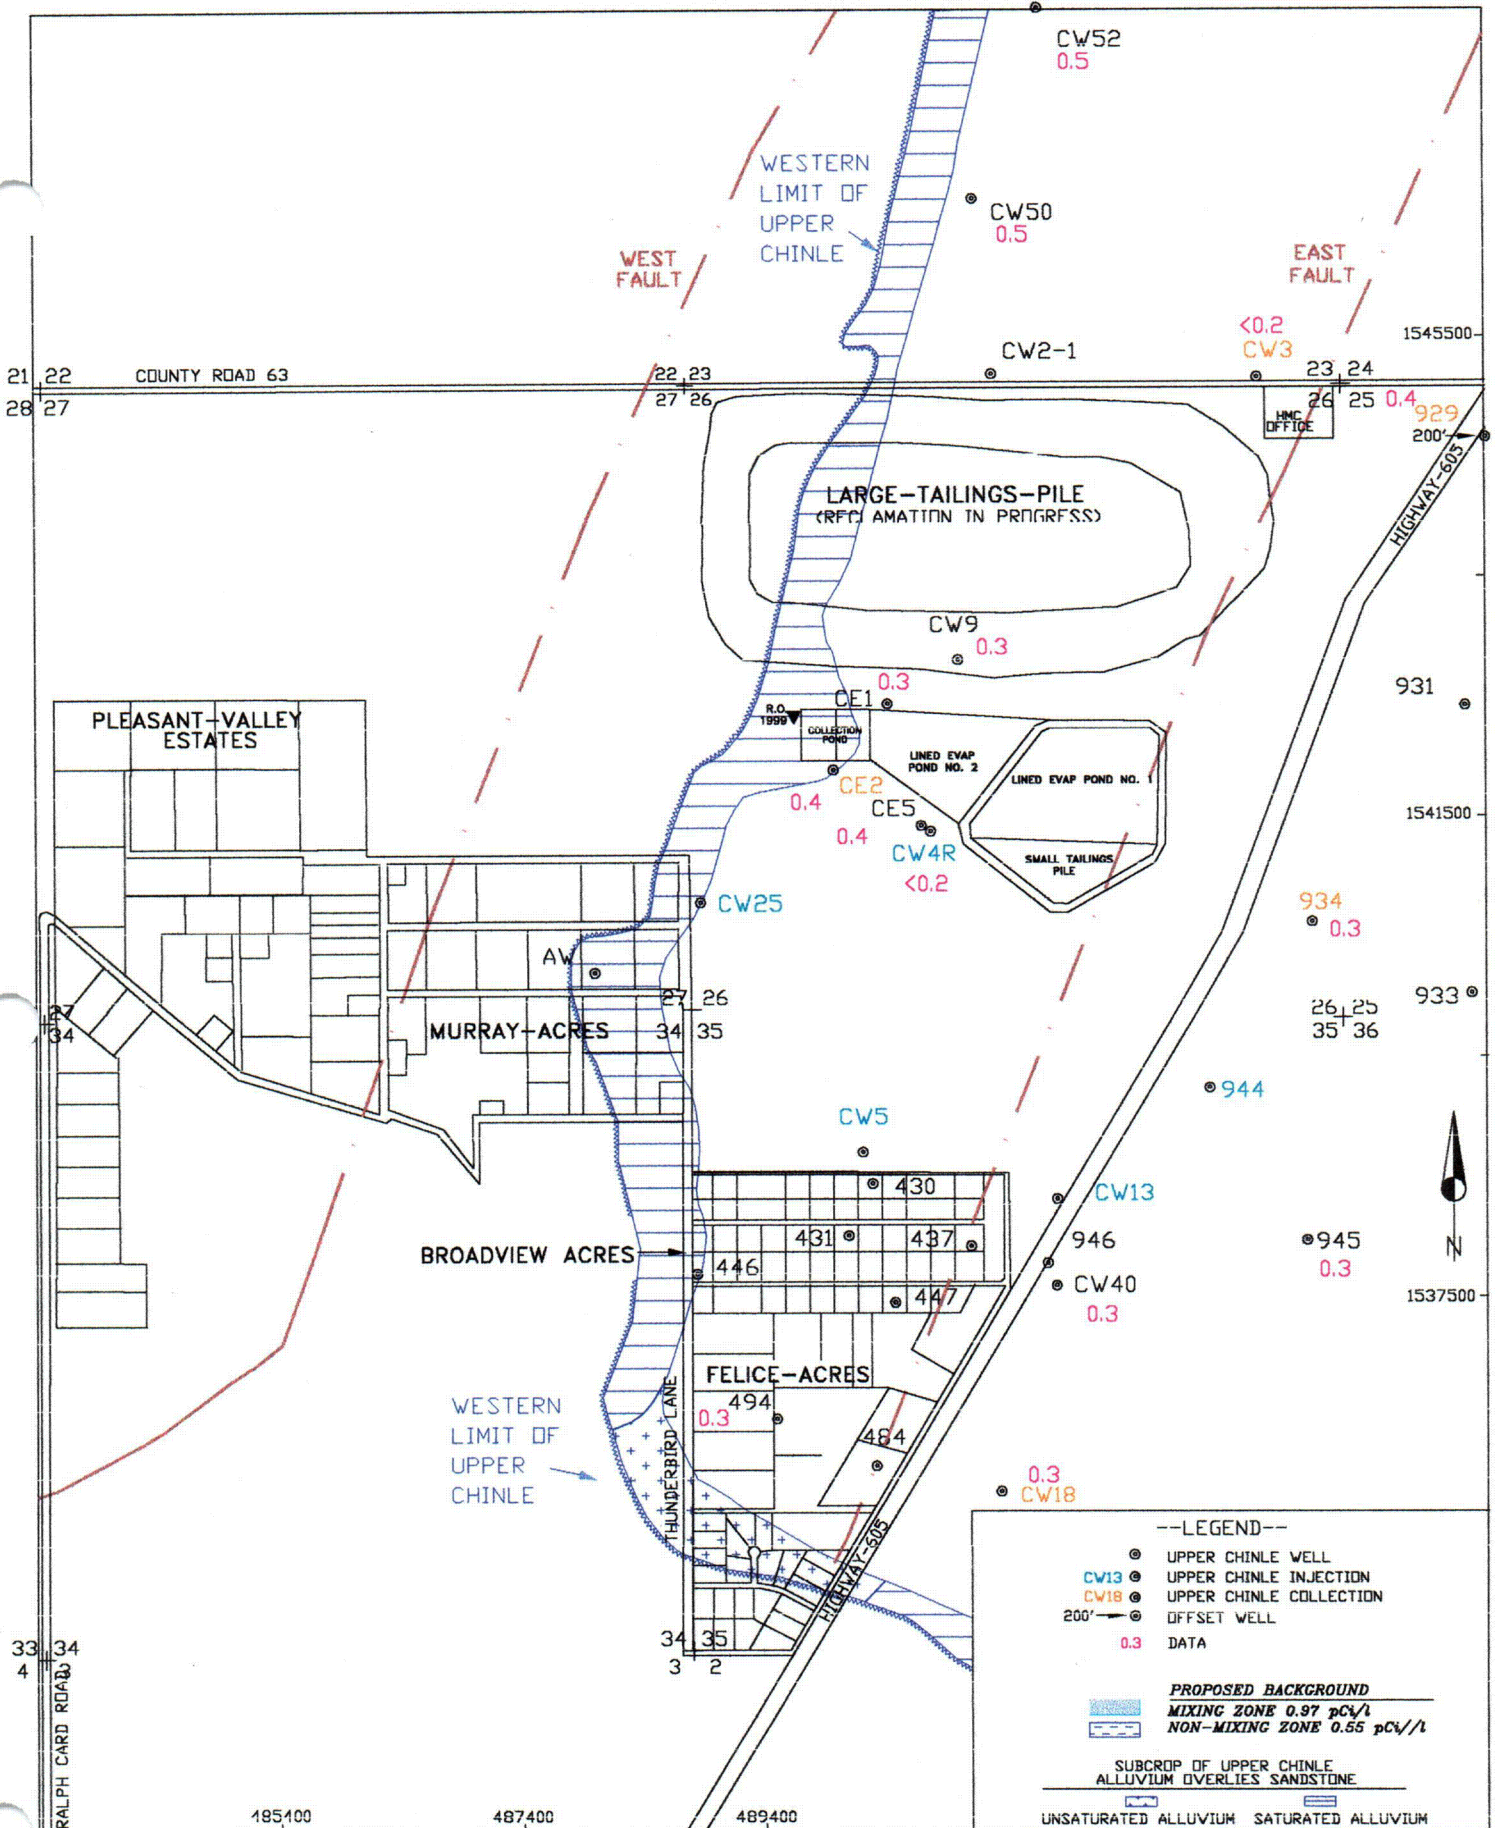 CW52
0.5
WESTERN
LIMIT OF
UPPER
CHINLE
CW50
0.5
WEST
FAULT
EAST
FAULT
<0.2
CW3
1545500
CW2-1
21 22
COUNTY ROAD 63
22 23
23 24
28 27
27 26
26 25
0.4
929
HMC
OFFICE
200'
HIGHWAY-605
LARGE-TAILINGS-PILE
(RECLAMATION IN PROGRESS)
CW9
0.3
0.3
CE1
931
R.O.
1999
COLLECTION
POND
PLEASANT-VALLEY
ESTATES
LINED EVAP
POND NO. 2
LINED EVAP POND NO. 1
CE2
0.4
CE5
0.4
1541500
CW4R
<0.2
SMALL TAILINGS
PILE
CW25
934
0.3
AW
27 26
34 35
933
26 25
35 36
27
34
MURRAY-ACRES
944
CW5
430
CW13
431
437
946
945
0.3
N
BROADVIEW ACRES
446
447
CW40
0.3
1537500
FELICE-ACRES
WESTERN
LIMIT OF
UPPER
CHINLE
THUNDERBIRD LANE
494
0.3
484
0.3
CW18
HIGHWAY-605
--LEGEND--
UPPER CHINLE WELL
CW13 UPPER CHINLE INJECTION
CW18 UPPER CHINLE COLLECTION
200' OFFSET WELL
0.3 DATA
33 34
4 3
34 35
3 2
PROPOSED BACKGROUND
MIXING ZONE 0.97 pCi/l
NON-MIXING ZONE 0.55 pCi//l
SUBCROP OF UPPER CHINLE
ALLUVIUM OVERLIES SANDSTONE
UNSATURATED ALLUVIUM SATURATED ALLUVIUM
RALPH CARD ROAD
485400
487400
489400